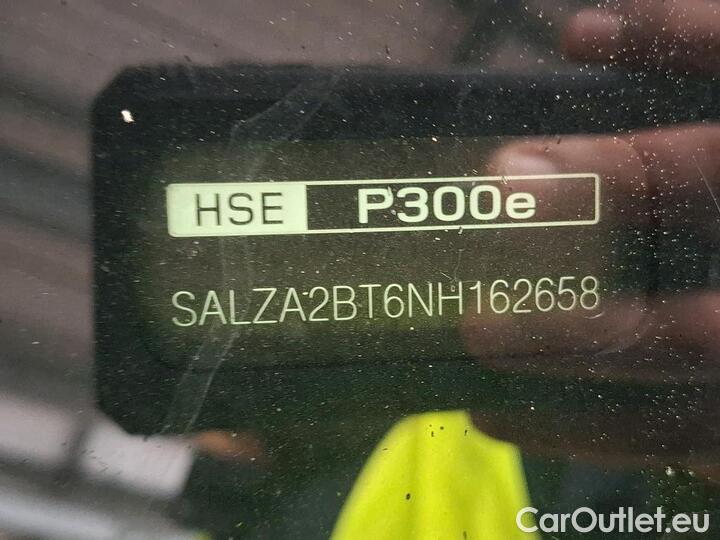 HSE P300e
SALZA2BT6NH162658
CarOutlet.eu